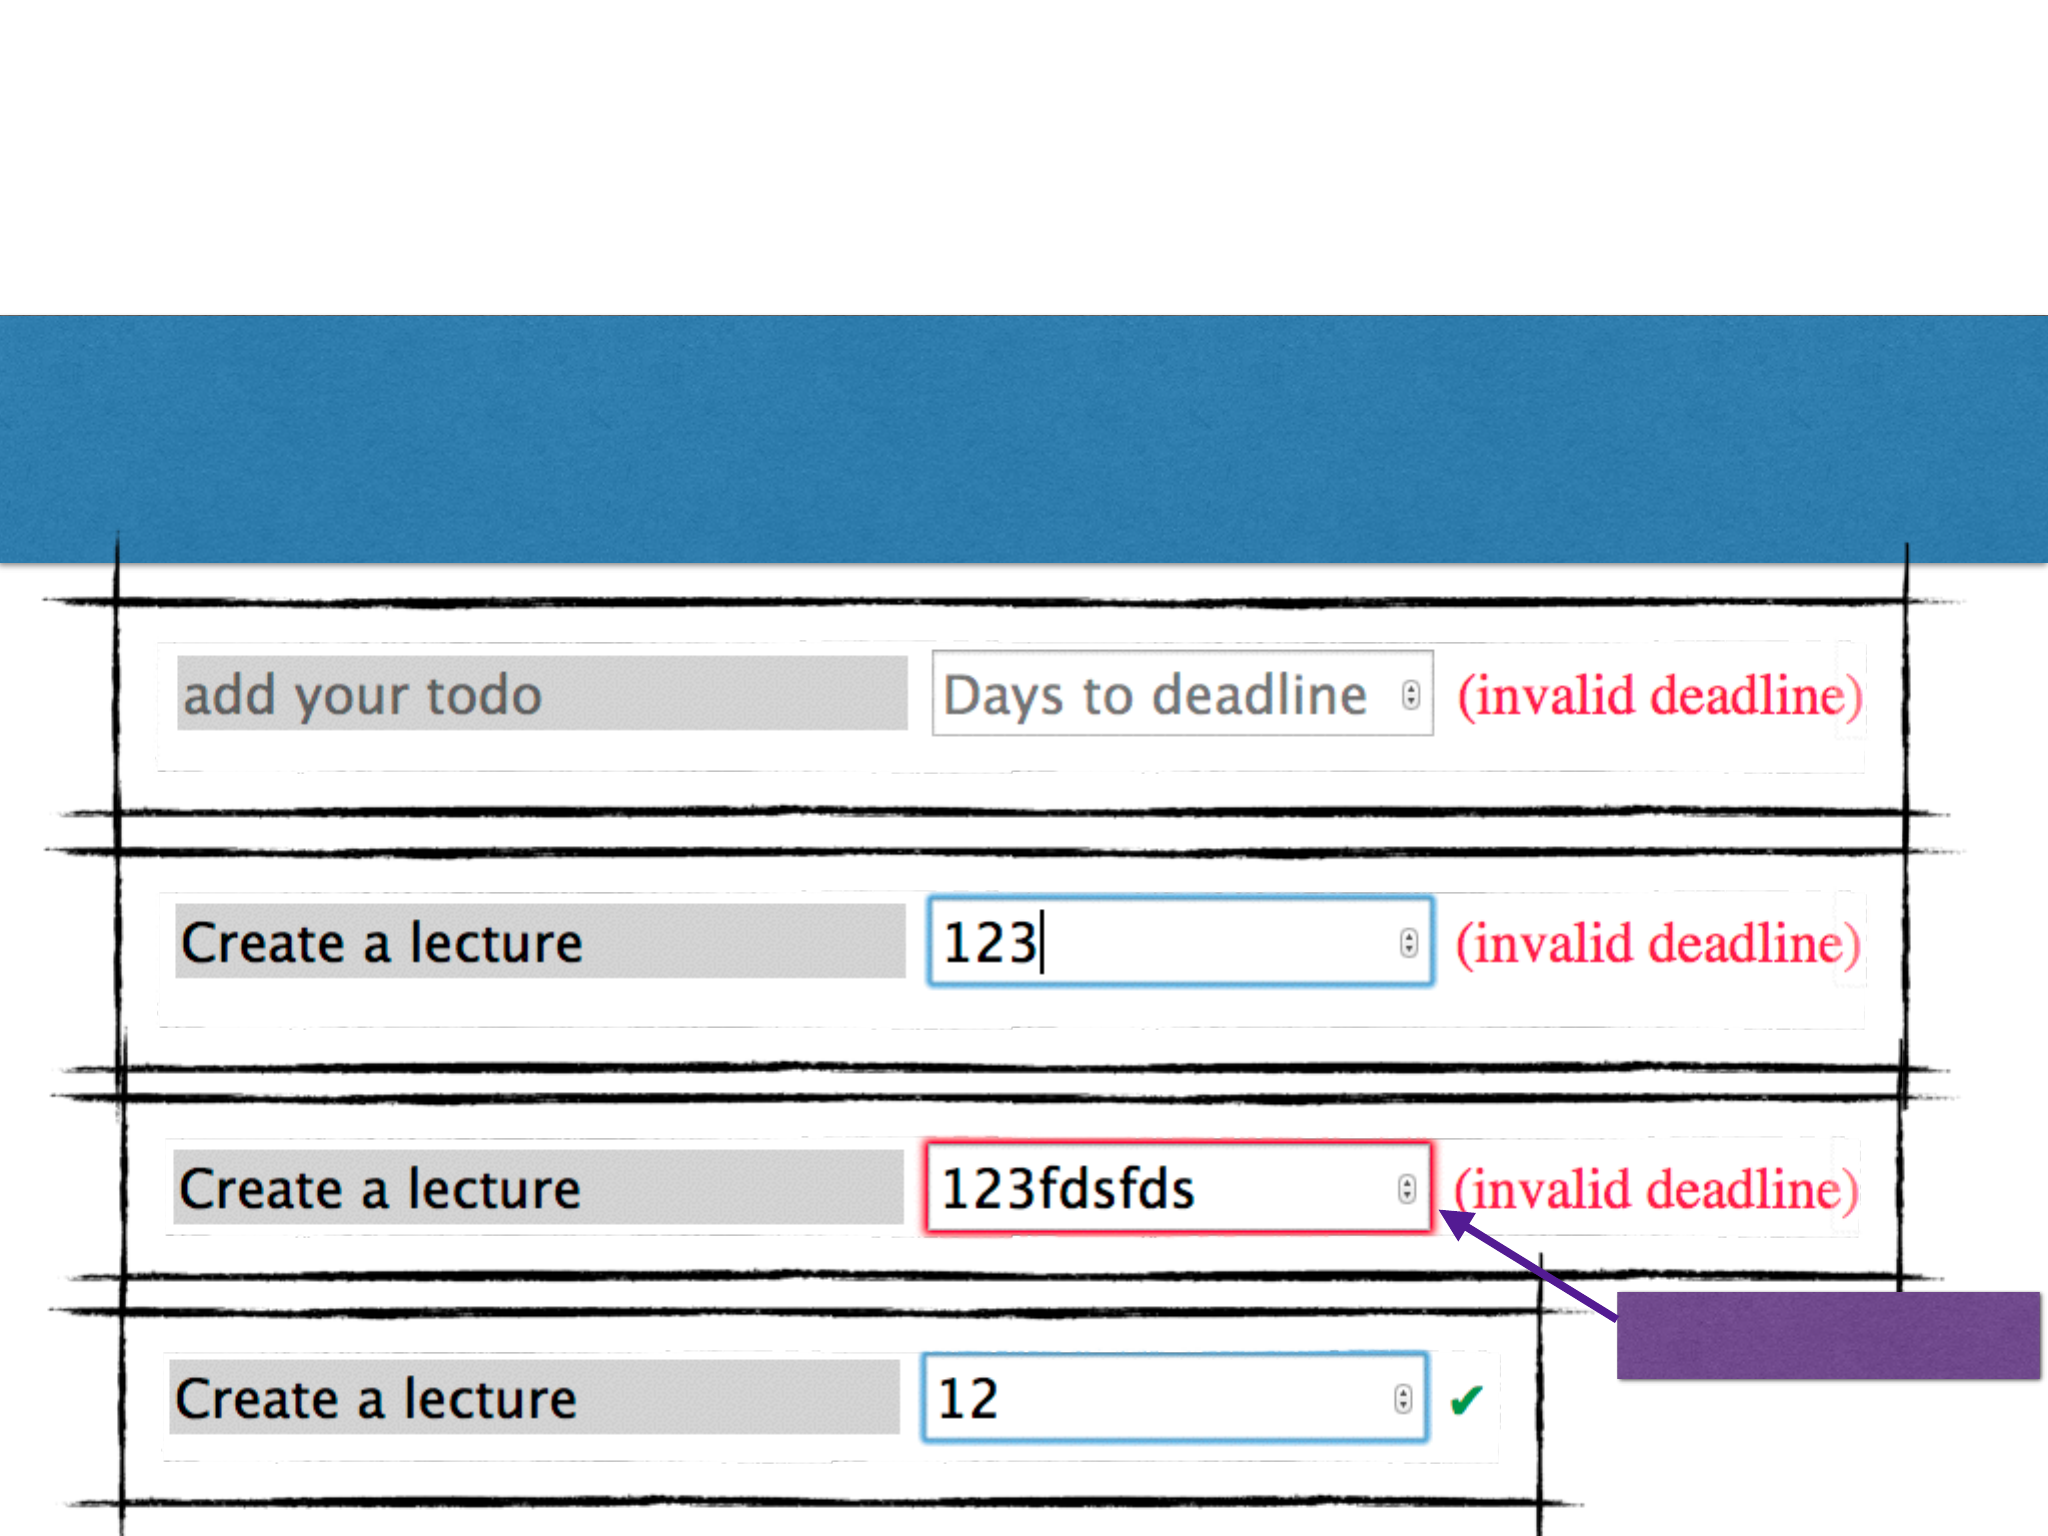 add your todo Days to deadline (invalid deadline)
Create a lecture 123 (invalid deadline)
Create a lecture 123fdsfds (invalid deadline)
Create a lecture 12 ✔